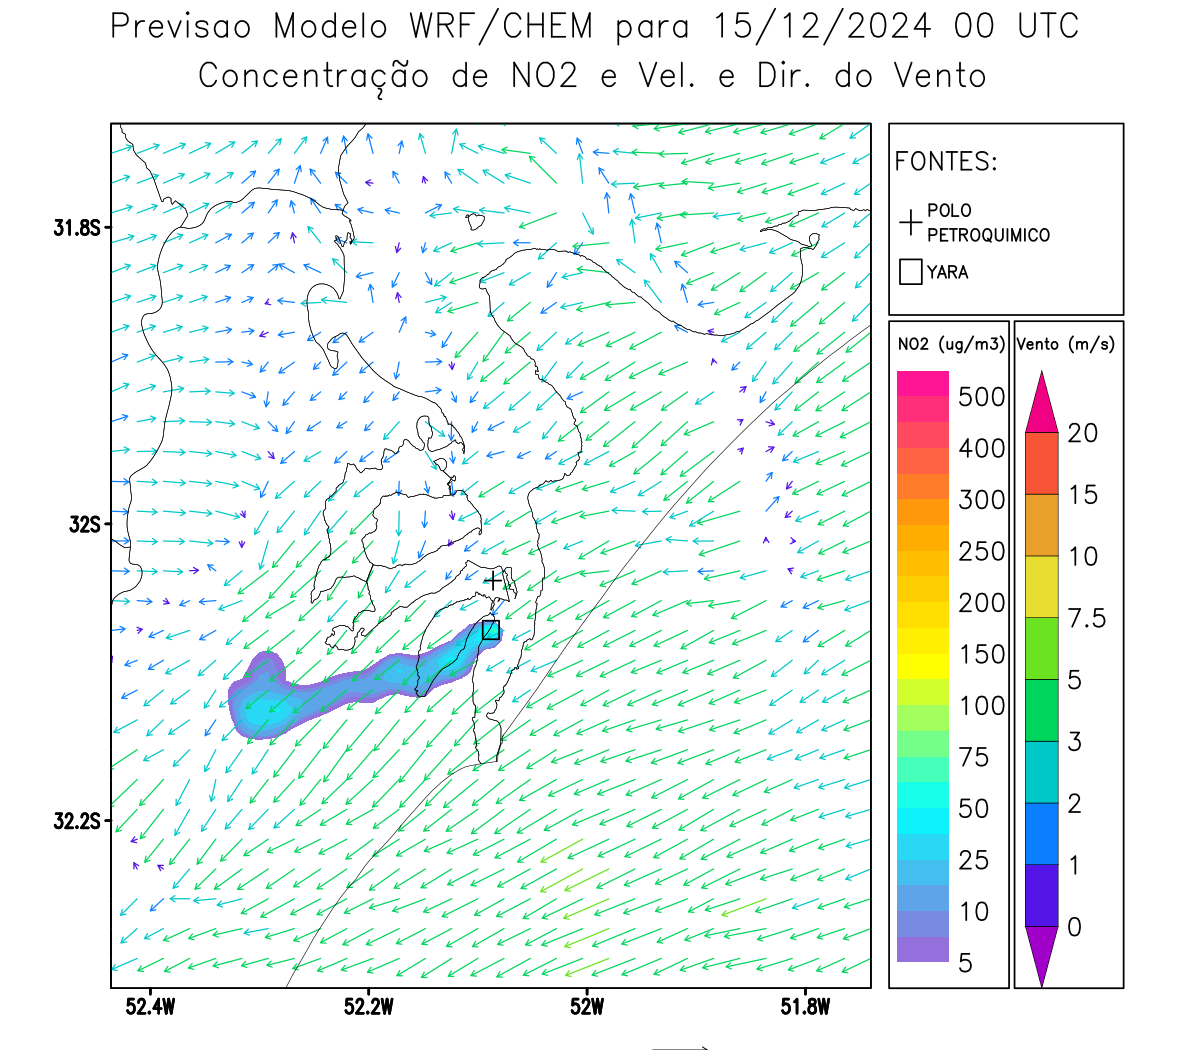 Previsao Modelo WRF/CHEM para 15/12/2024 00 UTC
Concentração de NO2 e Vel. e Dir. do Vento
FONTES:
POLO
PETROQUIMICO
YARA
NO2 (ug/m3)
500
400
300
250
200
150
100
75
50
25
10
5
Vento (m/s)
20
15
10
7.5
5
3
2
1
0
31.8S
32S
32.2S
52.4W
52.2W
52W
51.8W